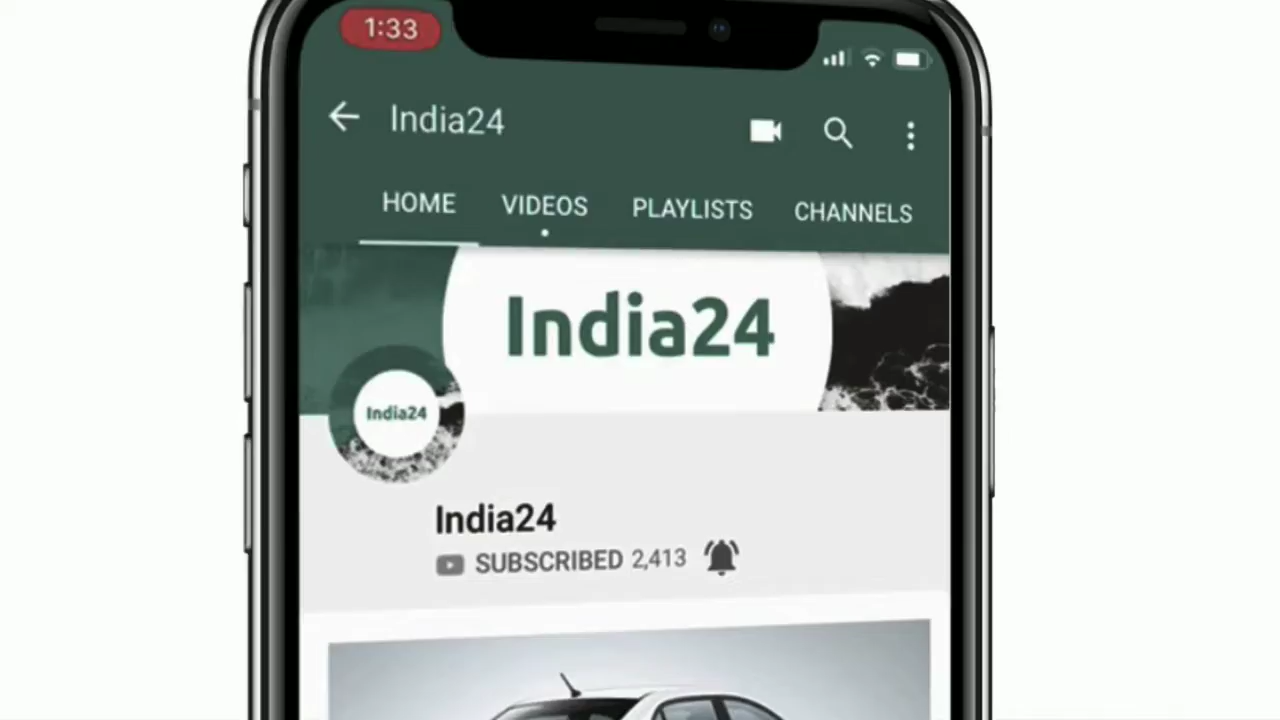 1:33
India24
HOME VIDEOS PLAYLISTS CHANNELS
India24
India24
India24
SUBSCRIBED 2,413